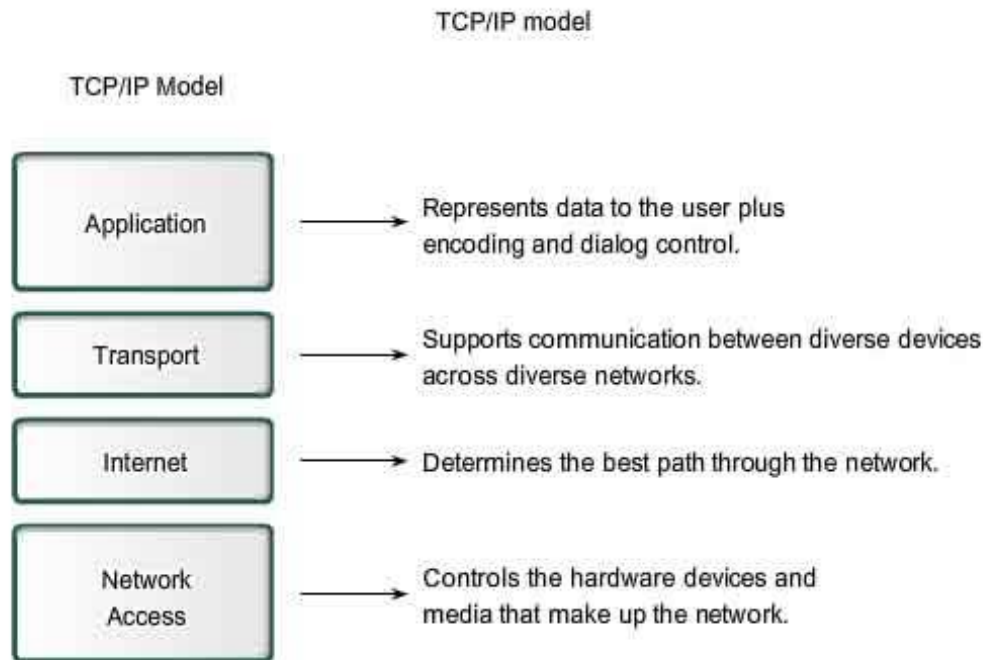 TCP/IP model
TCP/IP Model
Application
Represents data to the user plus
encoding and dialog control.
Transport
Supports communication between diverse devices
across diverse networks.
Internet
Determines the best path through the network.
Network
Access
Controls the hardware devices and
media that make up the network.